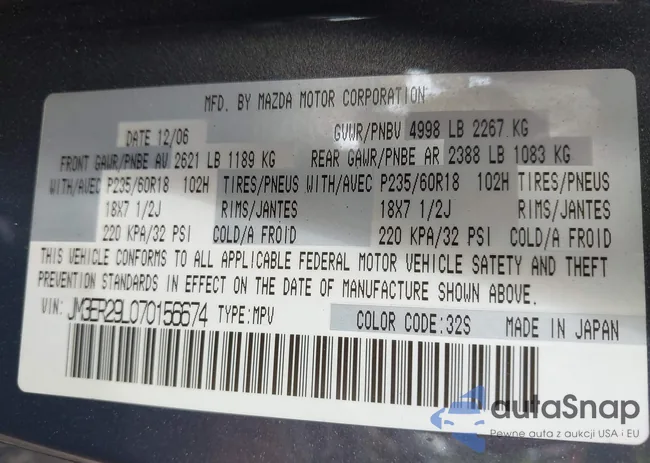 MFD. BY MAZDA MOTOR CORPORATION
DATE 12/06 GVWR/PNBV 4998 LB 2267 KG
FRONT GAWR/PNBE AV 2621 LB 1189 KG REAR GAWR/PNBE AR 2388 LB 1083 KG
WITH/AVEC P235/60R18 102H TIRES/PNEUS WITH/AVEC P235/60R18 102H TIRES/PNEUS
18X7 1/2J RIMS/JANTES 18X7 1/2J RIMS/JANTES
220 KPA/32 PSI COLD/A FROID 220 KPA/32 PSI COLD/A FROID
THIS VEHICLE CONFORMS TO ALL APPLICABLE FEDERAL MOTOR VEHICLE SATETY AND THEFT
PREVENTION STANDARDS IN EFFECT ON THE DATE OF MANUFACTURE SHOWN ABOVE.
VIN: JM3ER29L070156674 TYPE:MPV COLOR CODE:32S MADE IN JAPAN
autoSnap
Pewne auta z aukcji USA i EU